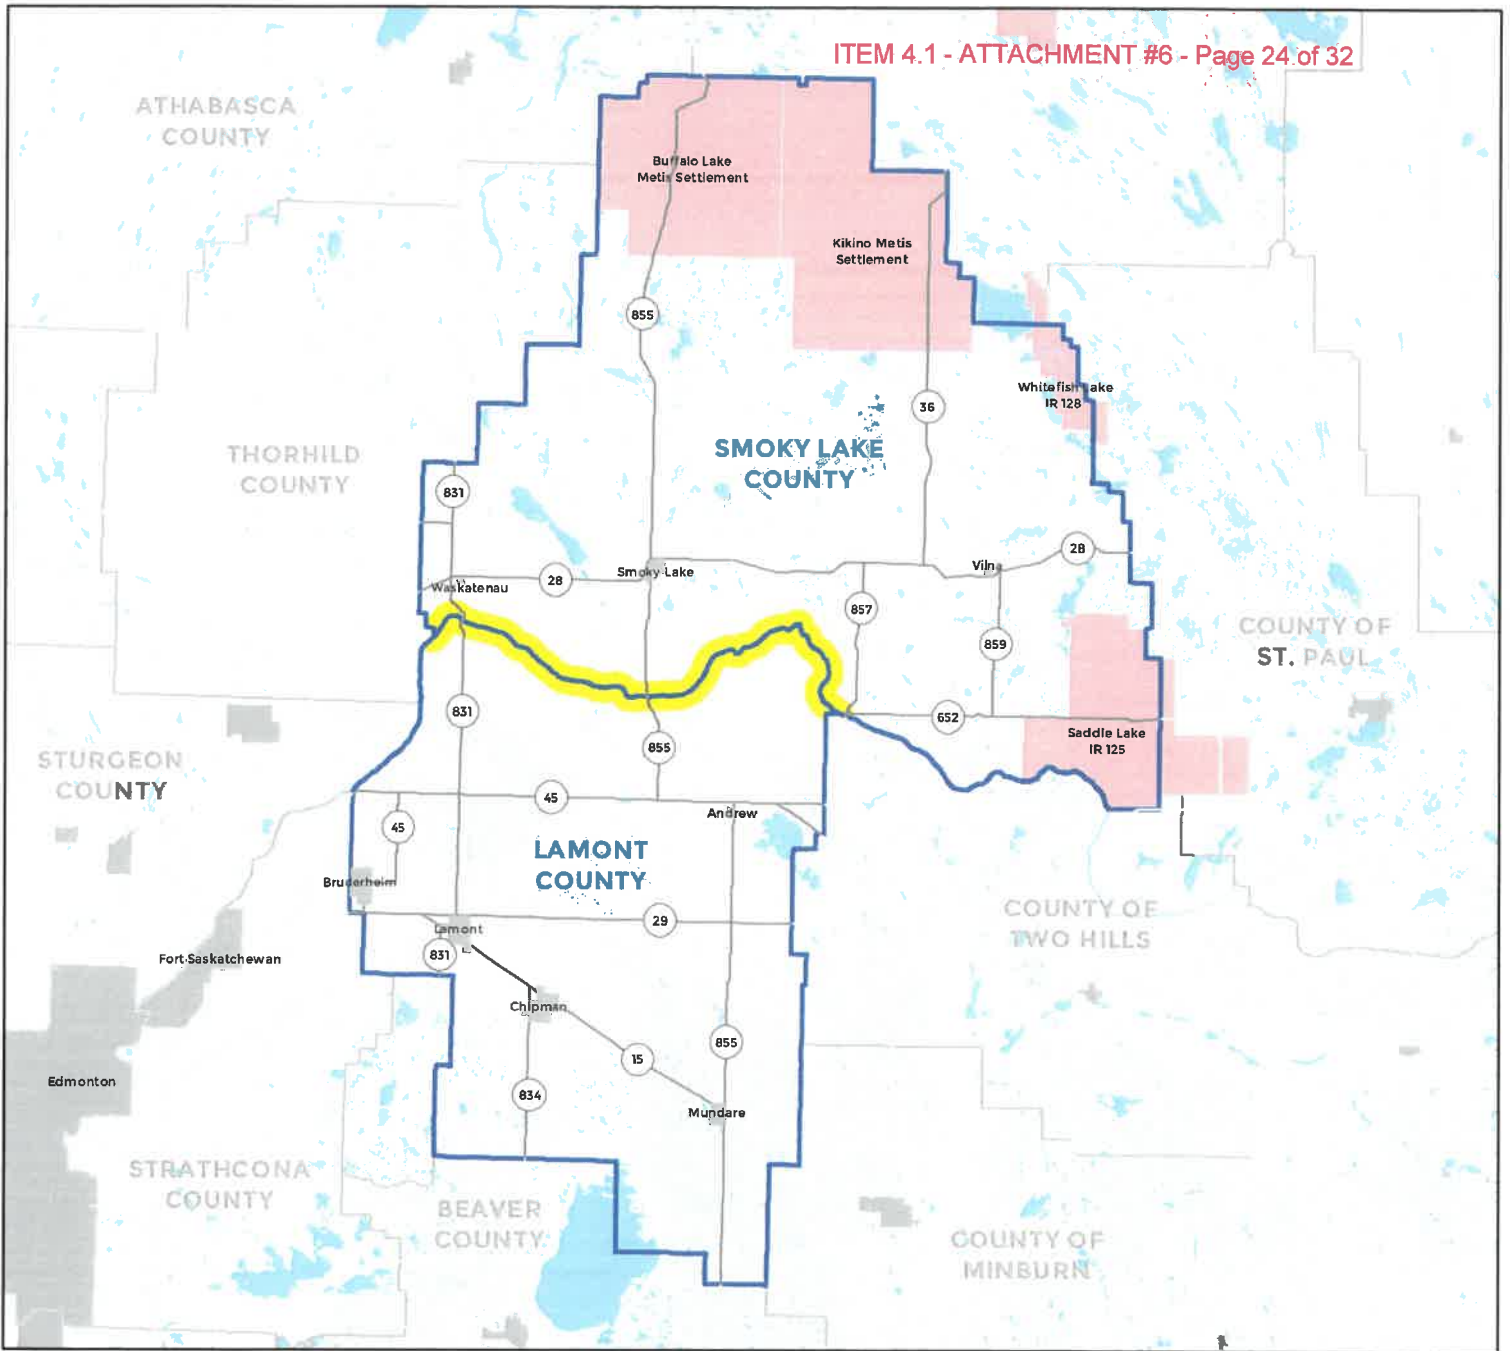 ITEM 4.1 - ATTACHMENT #6 - Page 24 of 32
ATHABASCA
COUNTY
Buffalo Lake
Metis Settlement
Kikino Metis
Settlement
855
Whitefish Lake
IR 128
36
SMOKY LAKE
COUNTY
THORHILD
COUNTY
831
28
Vilna
Smoky Lake
28
Waskatenau
857
859
COUNTY OF
ST. PAUL
831
652
Saddle Lake
IR 125
855
STURGEON
COUNTY
45
Andrew
45
LAMONT
COUNTY
Bruderheim
COUNTY OF
TWO HILLS
29
Lamont
831
Fort Saskatchewan
Chipman
855
15
Edmonton
834
Mundare
STRATHCONA
COUNTY
BEAVER
COUNTY
COUNTY OF
MINBURN